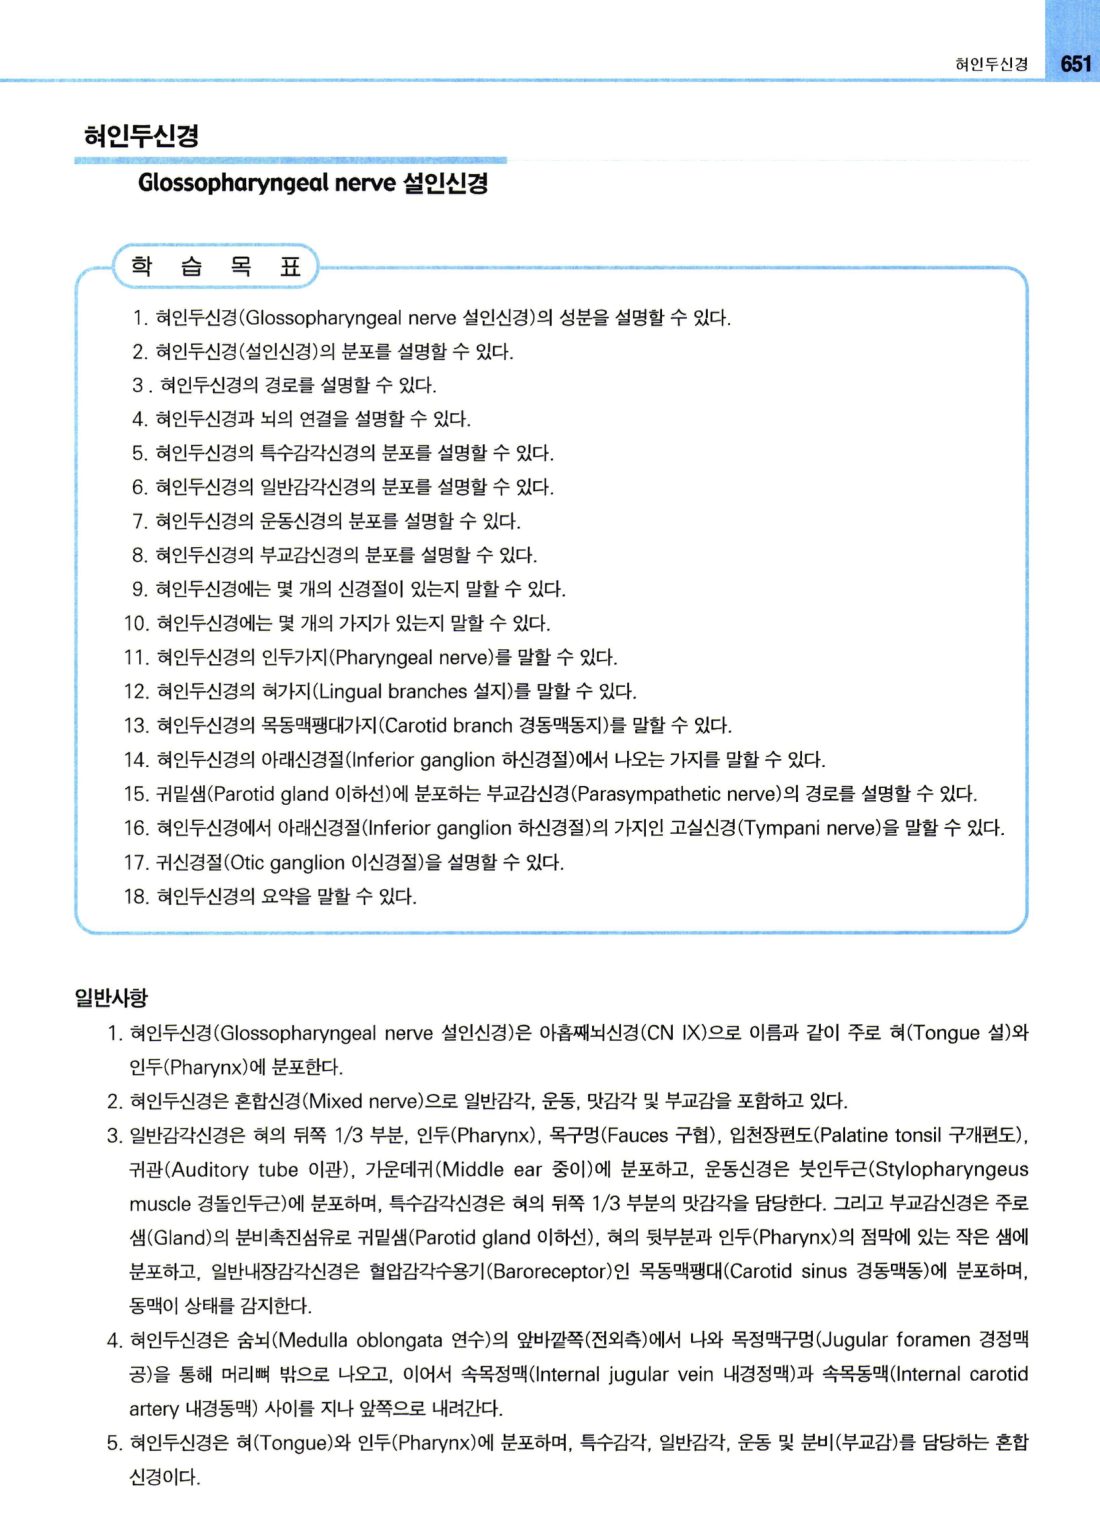 혀인두신경 651
혀인두신경
Glossopharyngeal nerve 설인신경
학 습 목 표
1. 혀인두신경(Glossopharyngeal nerve 설인신경)의 성분을 설명할 수 있다.
2. 혀인두신경(설인신경)의 분포를 설명할 수 있다.
3 . 혀인두신경의 경로를 설명할 수 있다.
4. 혀인두신경과 뇌의 연결을 설명할 수 있다.
5. 혀인두신경의 특수감각신경의 분포를 설명할 수 있다.
6. 혀인두신경의 일반감각신경의 분포를 설명할 수 있다.
7. 혀인두신경의 운동신경의 분포를 설명할 수 있다.
8. 혀인두신경의 부교감신경의 분포를 설명할 수 있다.
9. 혀인두신경에는 몇 개의 신경절이 있는지 말할 수 있다.
10. 혀인두신경에는 몇 개의 가지가 있는지 말할 수 있다.
11. 혀인두신경의 인두가지(Pharyngeal nerve)를 말할 수 있다.
12. 혀인두신경의 혀가지(Lingual branches 설지)를 말할 수 있다.
13. 혀인두신경의 목동맥팽대가지(Carotid branch 경동맥동지)를 말할 수 있다.
14. 혀인두신경의 아래신경절(Inferior ganglion 하신경절)에서 나오는 가지를 말할 수 있다.
15. 귀밑샘(Parotid gland 이하선)에 분포하는 부교감신경(Parasympathetic nerve)의 경로를 설명할 수 있다.
16. 혀인두신경에서 아래신경절(Inferior ganglion 하신경절)의 가지인 고실신경(Tympani nerve)을 말할 수 있다.
17. 귀신경절(Otic ganglion 이신경절)을 설명할 수 있다.
18. 혀인두신경의 요약을 말할 수 있다.
일반사항
1. 혀인두신경(Glossopharyngeal nerve 설인신경)은 아홉째뇌신경(CN IX)으로 이름과 같이 주로 혀(Tongue 설)와
인두(Pharynx)에 분포한다.
2. 혀인두신경은 혼합신경(Mixed nerve)으로 일반감각, 운동, 맛감각 및 부교감을 포함하고 있다.
3. 일반감각신경은 혀의 뒤쪽 1/3 부분, 인두(Pharynx), 목구멍(Fauces 구협), 입천장편도(Palatine tonsil 구개편도),
귀관(Auditory tube 이관), 가운데귀(Middle ear 중이)에 분포하고, 운동신경은 붓인두근(Stylopharyngeus
muscle 경돌인두근)에 분포하며, 특수감각신경은 혀의 뒤쪽 1/3 부분의 맛감각을 담당한다. 그리고 부교감신경은 주로
샘(Gland)의 분비촉진섬유로 귀밑샘(Parotid gland 이하선), 혀의 뒷부분과 인두(Pharynx)의 점막에 있는 작은 샘에
분포하고, 일반내장감각신경은 혈압감각수용기(Baroreceptor)인 목동맥팽대(Carotid sinus 경동맥동)에 분포하며,
동맥이 상태를 감지한다.
4. 혀인두신경은 숨뇌(Medulla oblongata 연수)의 앞바깥쪽(전외측)에서 나와 목정맥구멍(Jugular foramen 경정맥
공)을 통해 머리뼈 밖으로 나오고, 이어서 속목정맥(Internal jugular vein 내경정맥)과 속목동맥(Internal carotid
artery 내경동맥) 사이를 지나 앞쪽으로 내려간다.
5. 혀인두신경은 혀(Tongue)와 인두(Pharynx)에 분포하며, 특수감각, 일반감각, 운동 및 분비(부교감)를 담당하는 혼합
신경이다.